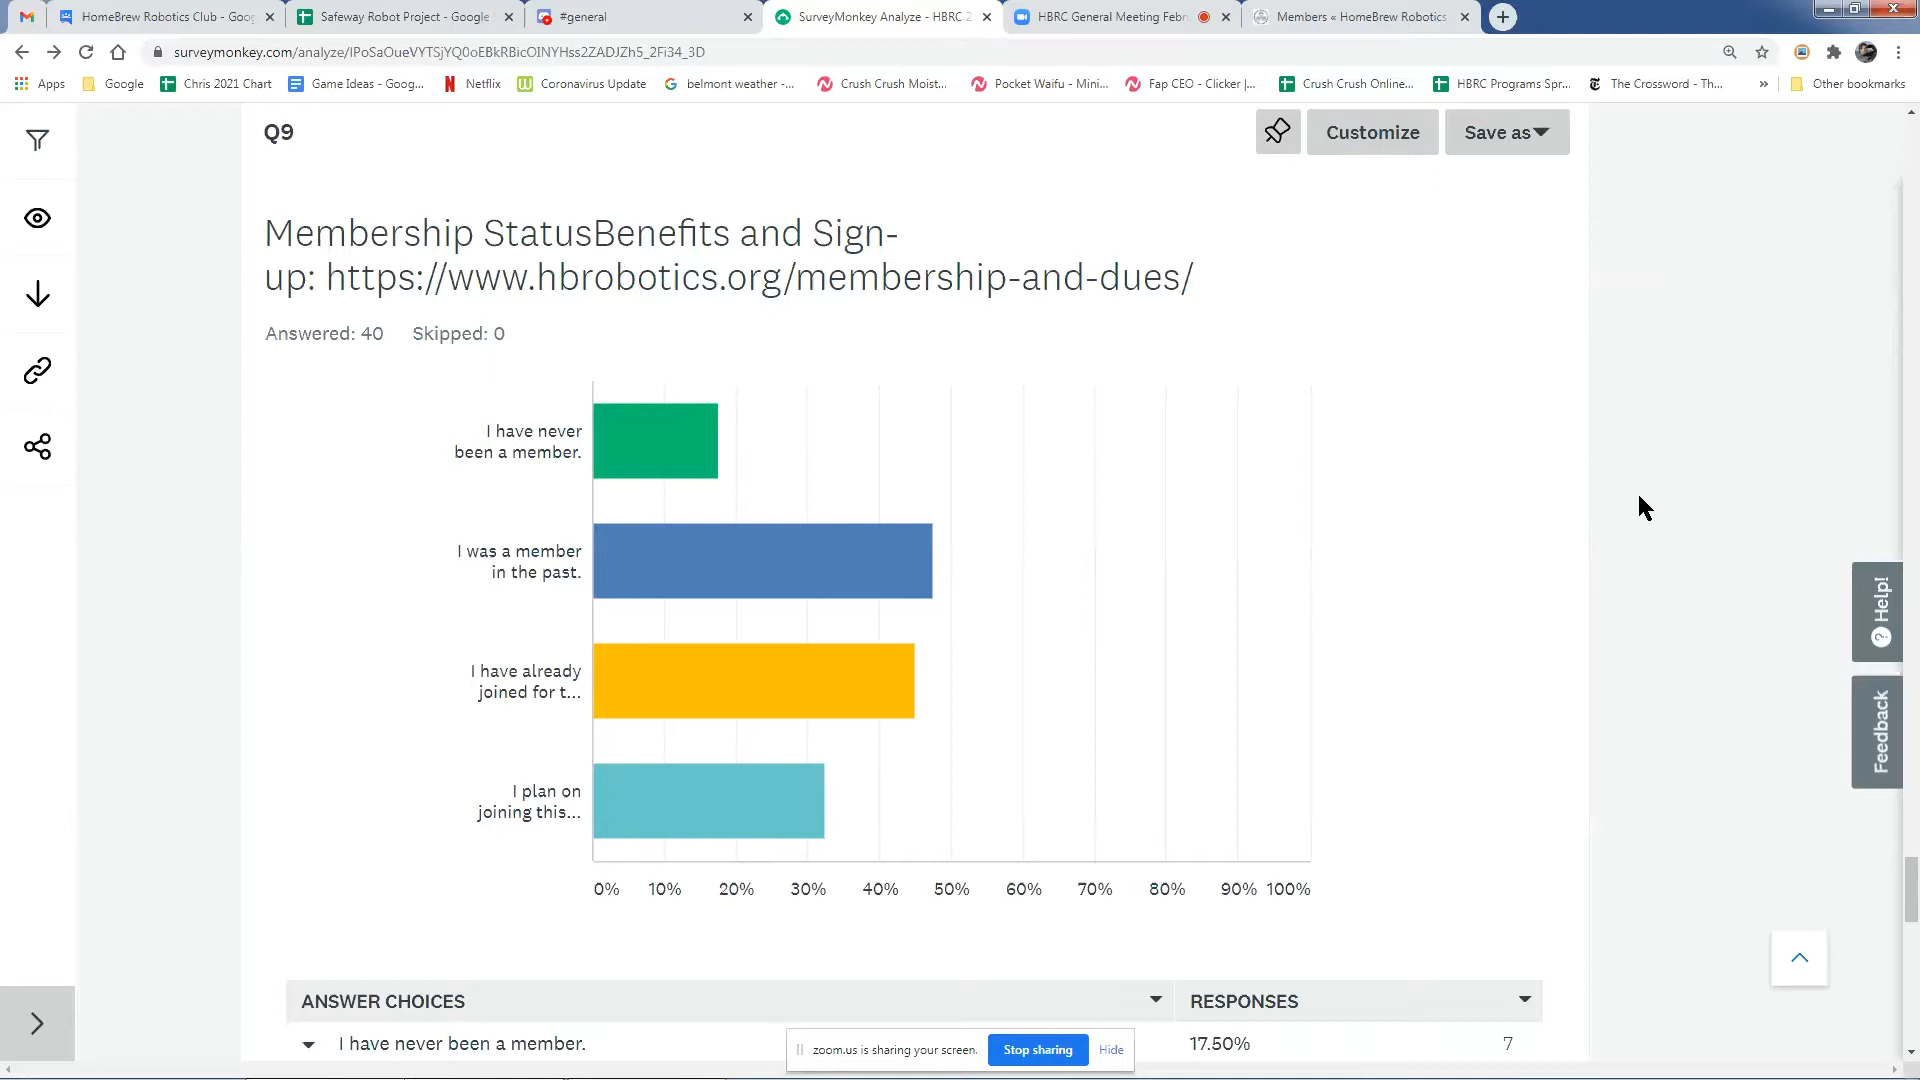 HomeBrew Robotics Club - Goog
Safeway Robot Project - Google
#general
SurveyMonkey Analyze - HBRC 2
HBRC General Meeting Febr
Members « HomeBrew Robotics
surveymonkey.com/analyze/IPoSaOueVYTSjYQ0oEBkRBicOINYHss2ZADJZh5_2Fi34_3D
Apps
Google
Chris 2021 Chart
Game Ideas - Goog...
Netflix
Coronavirus Update
belmont weather -...
Crush Crush Moist...
Pocket Waifu - Mini...
Fap CEO - Clicker |...
Crush Crush Online...
HBRC Programs Spr...
The Crossword - Th...
»
Other bookmarks
Q9
Customize
Save as
Membership StatusBenefits and Sign-
up: https://www.hbrobotics.org/membership-and-dues/
Answered: 40 Skipped: 0
I have never
been a member.
I was a member
in the past.
I have already
joined for t...
I plan on
joining this...
0% 10% 20% 30% 40% 50% 60% 70% 80% 90% 100%
Help!
Feedback
ANSWER CHOICES
RESPONSES
I have never been a member.
17.50%
7
zoom.us is sharing your screen.
Stop sharing
Hide